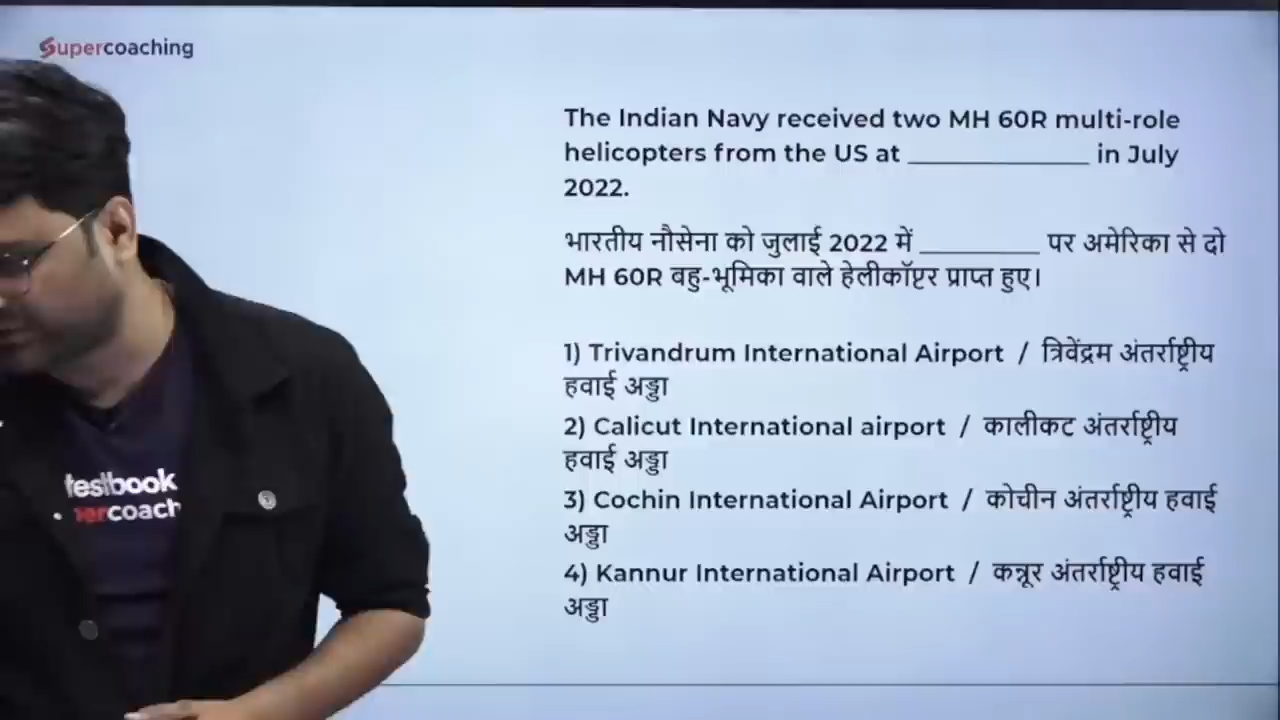 Supercoaching
The Indian Navy received two MH 60R multi-role
helicopters from the US at _____________ in July
2022.
भारतीय नौसेना को जुलाई 2022 में _________ पर अमेरिका से दो
MH 60R बहु-भूमिका वाले हेलीकॉप्टर प्राप्त हुए।
1) Trivandrum International Airport / त्रिवेंद्रम अंतर्राष्ट्रीय
हवाई अड्डा
2) Calicut International airport / कालीकट अंतर्राष्ट्रीय
हवाई अड्डा
3) Cochin International Airport / कोचीन अंतर्राष्ट्रीय हवाई
अड्डा
4) Kannur International Airport / कन्नूर अंतर्राष्ट्रीय हवाई
अड्डा
testbook
percoach